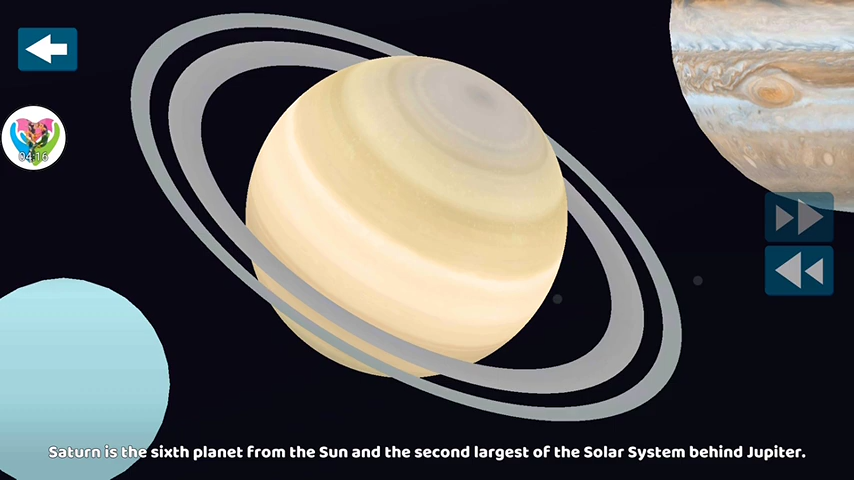 04:16
Saturn is the sixth planet from the Sun and the second largest of the Solar System behind Jupiter.